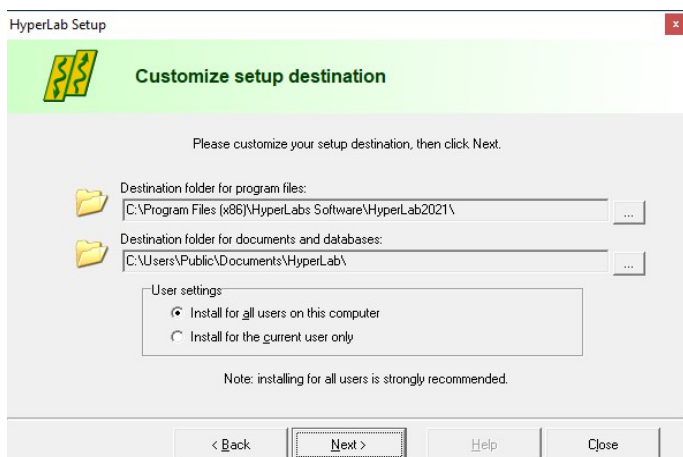 HyperLab Setup
x
Customize setup destination
Please customize your setup destination, then click Next.
Destination folder for program files:
C:\Program Files (x86)\HyperLabs Software\HyperLab2021\
...
Destination folder for documents and databases:
C:\Users\Public\Documents\HyperLab\
...
User settings
Install for all users on this computer
Install for the current user only
Note: installing for all users is strongly recommended.
< Back Next > Help Close